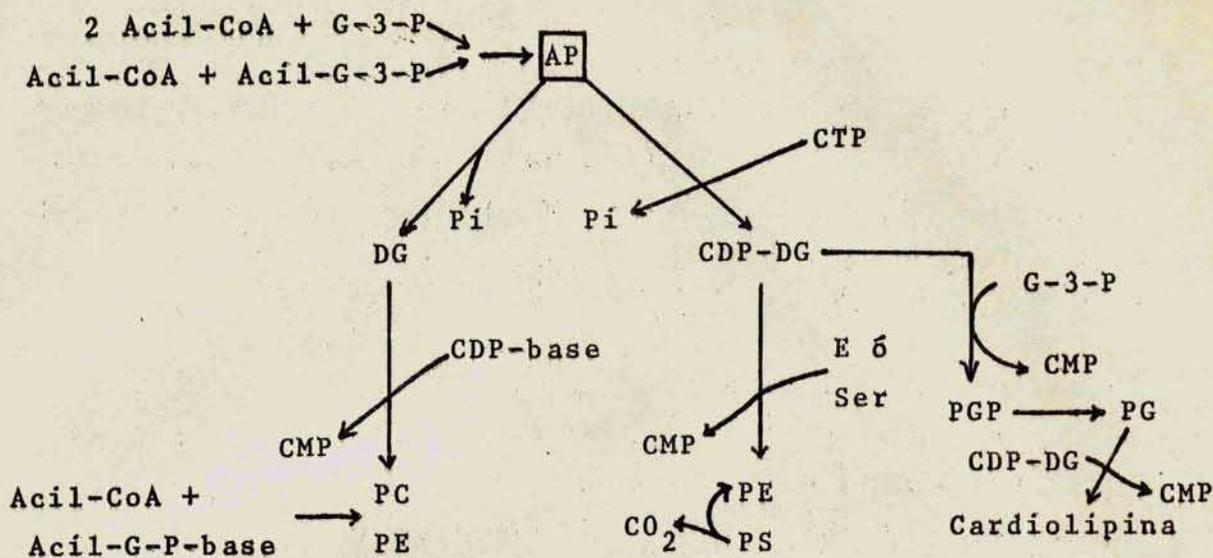 2 Acil-CoA + G-3-P
AP
Acil-CoA + Acil-G-3-P
CTP
Pi
Pi
DG
CDP-DG
G-3-P
CDP-base
E ó
Ser
CMP
PGP
PG
CMP
CMP
CDP-DG
CMP
Acil-CoA +
PC
PE
Cardiolipina
Acil-G-P-base
PE
CO2
PS